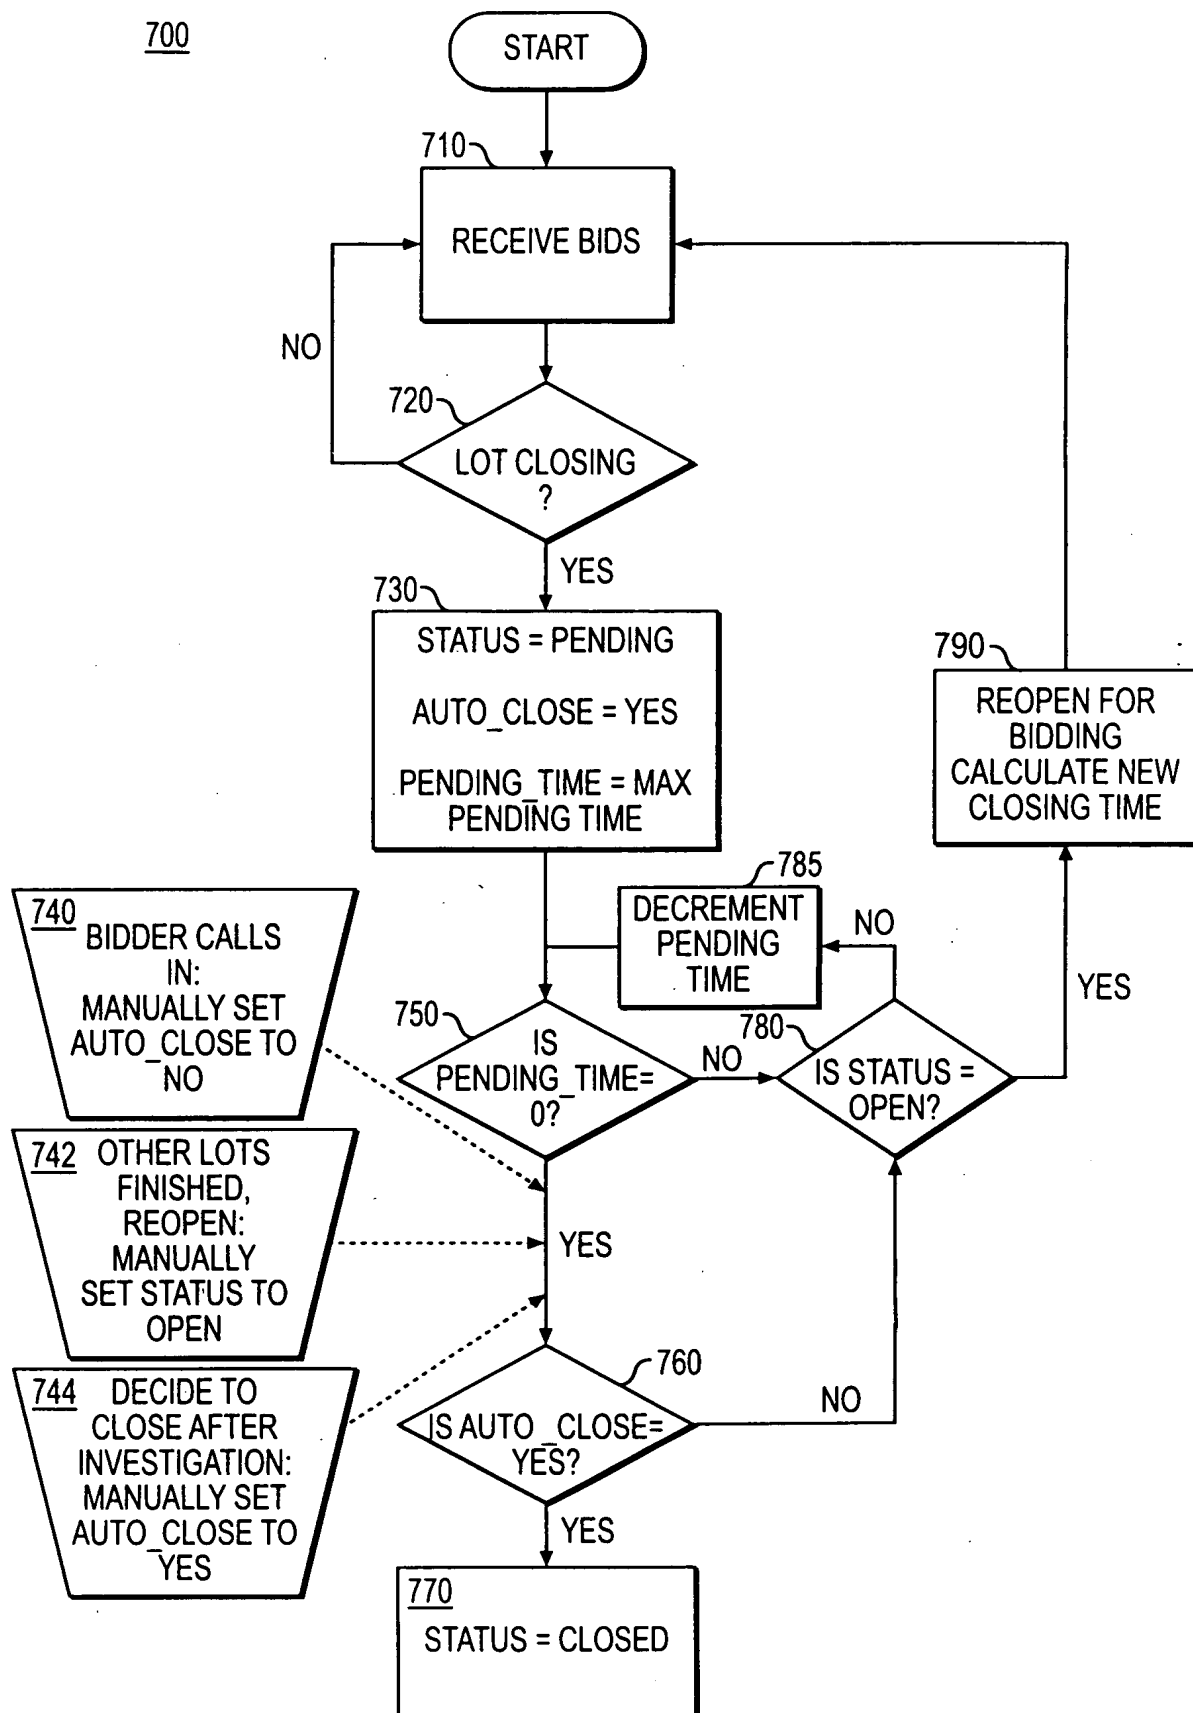 700
START
710
RECEIVE BIDS
NO
720
LOT CLOSING
?
YES
730
STATUS = PENDING
AUTO_CLOSE = YES
PENDING_TIME = MAX
PENDING TIME
790
REOPEN FOR
BIDDING
CALCULATE NEW
CLOSING TIME
785
DECREMENT
PENDING
TIME
NO
YES
740
BIDDER CALLS
IN:
MANUALLY SET
AUTO_CLOSE TO
NO
750
IS
PENDING_TIME=
0?
NO
780
IS STATUS =
OPEN?
742 OTHER LOTS
FINISHED,
REOPEN:
MANUALLY
SET STATUS TO
OPEN
YES
744 DECIDE TO
CLOSE AFTER
INVESTIGATION:
MANUALLY SET
AUTO_CLOSE TO
YES
760
IS AUTO_CLOSE=
YES?
NO
YES
770
STATUS = CLOSED